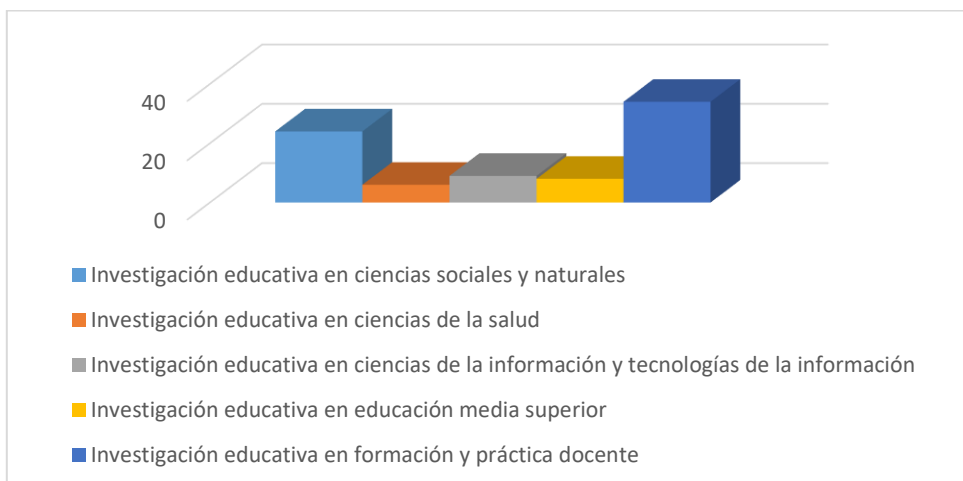 40
20
0
Investigación educativa en ciencias sociales y naturales
Investigación educativa en ciencias de la salud
Investigación educativa en ciencias de la información y tecnologías de la información
Investigación educativa en educación media superior
Investigación educativa en formación y práctica docente